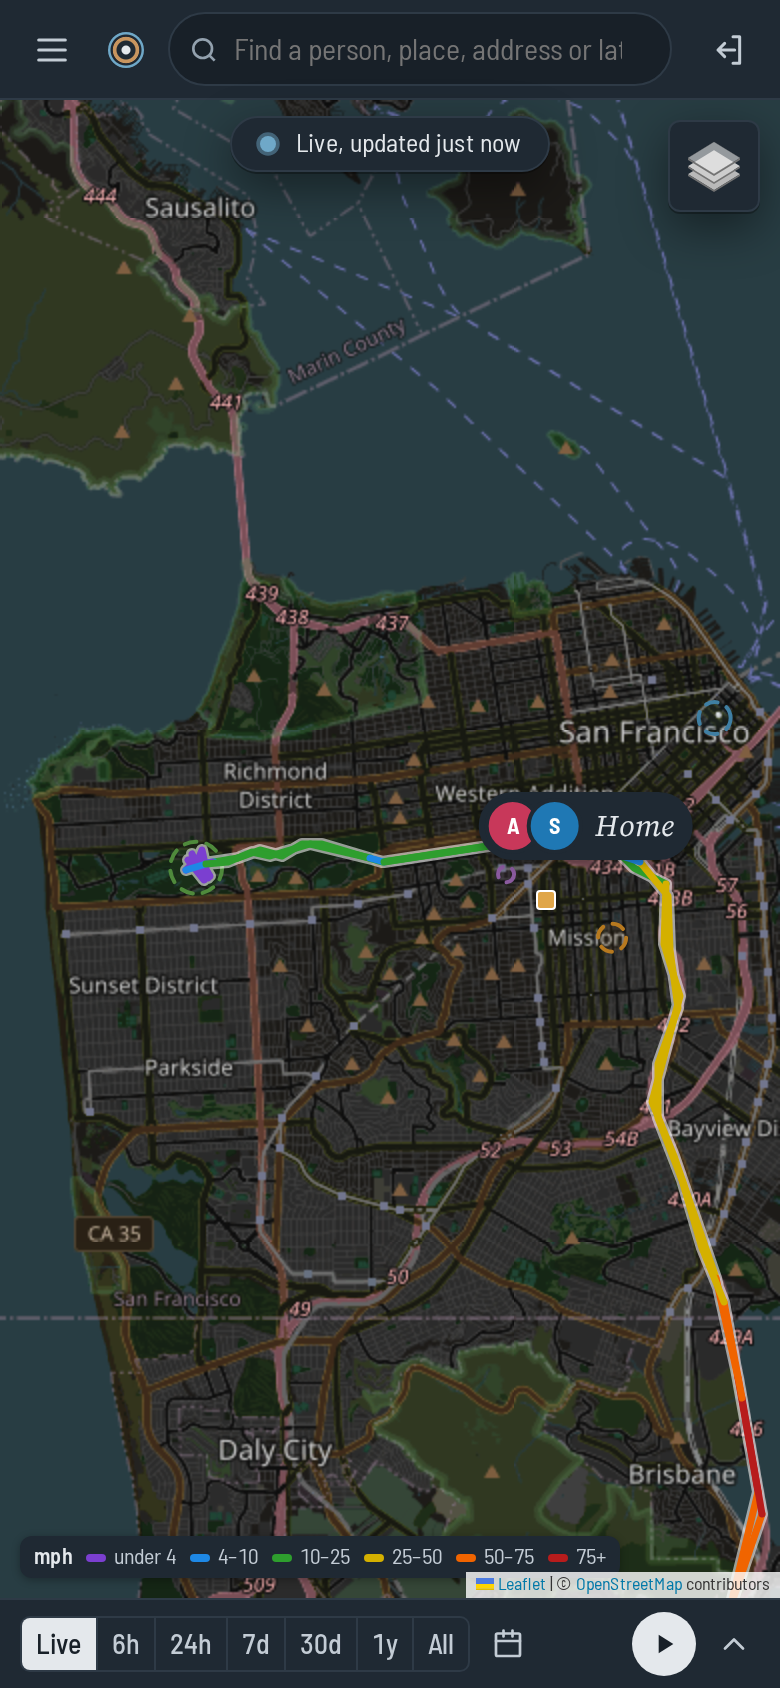 Find a person, place, address or lat
Live, updated just now
444
Sausalito
Marin County
441
439
438
437
San Francisco
Richmond
District
Western Addition
A S Home
434
57
56
Mission
Sunset District
Parkside
52
53
54B
Bayview Di
CA 35
50
San Francisco
49
Daly City
Brisbane
mph under 4 4–10 10–25 25–50 50–75 75+
Leaflet | © OpenStreetMap contributors
509
Live 6h 24h 7d 30d 1y All